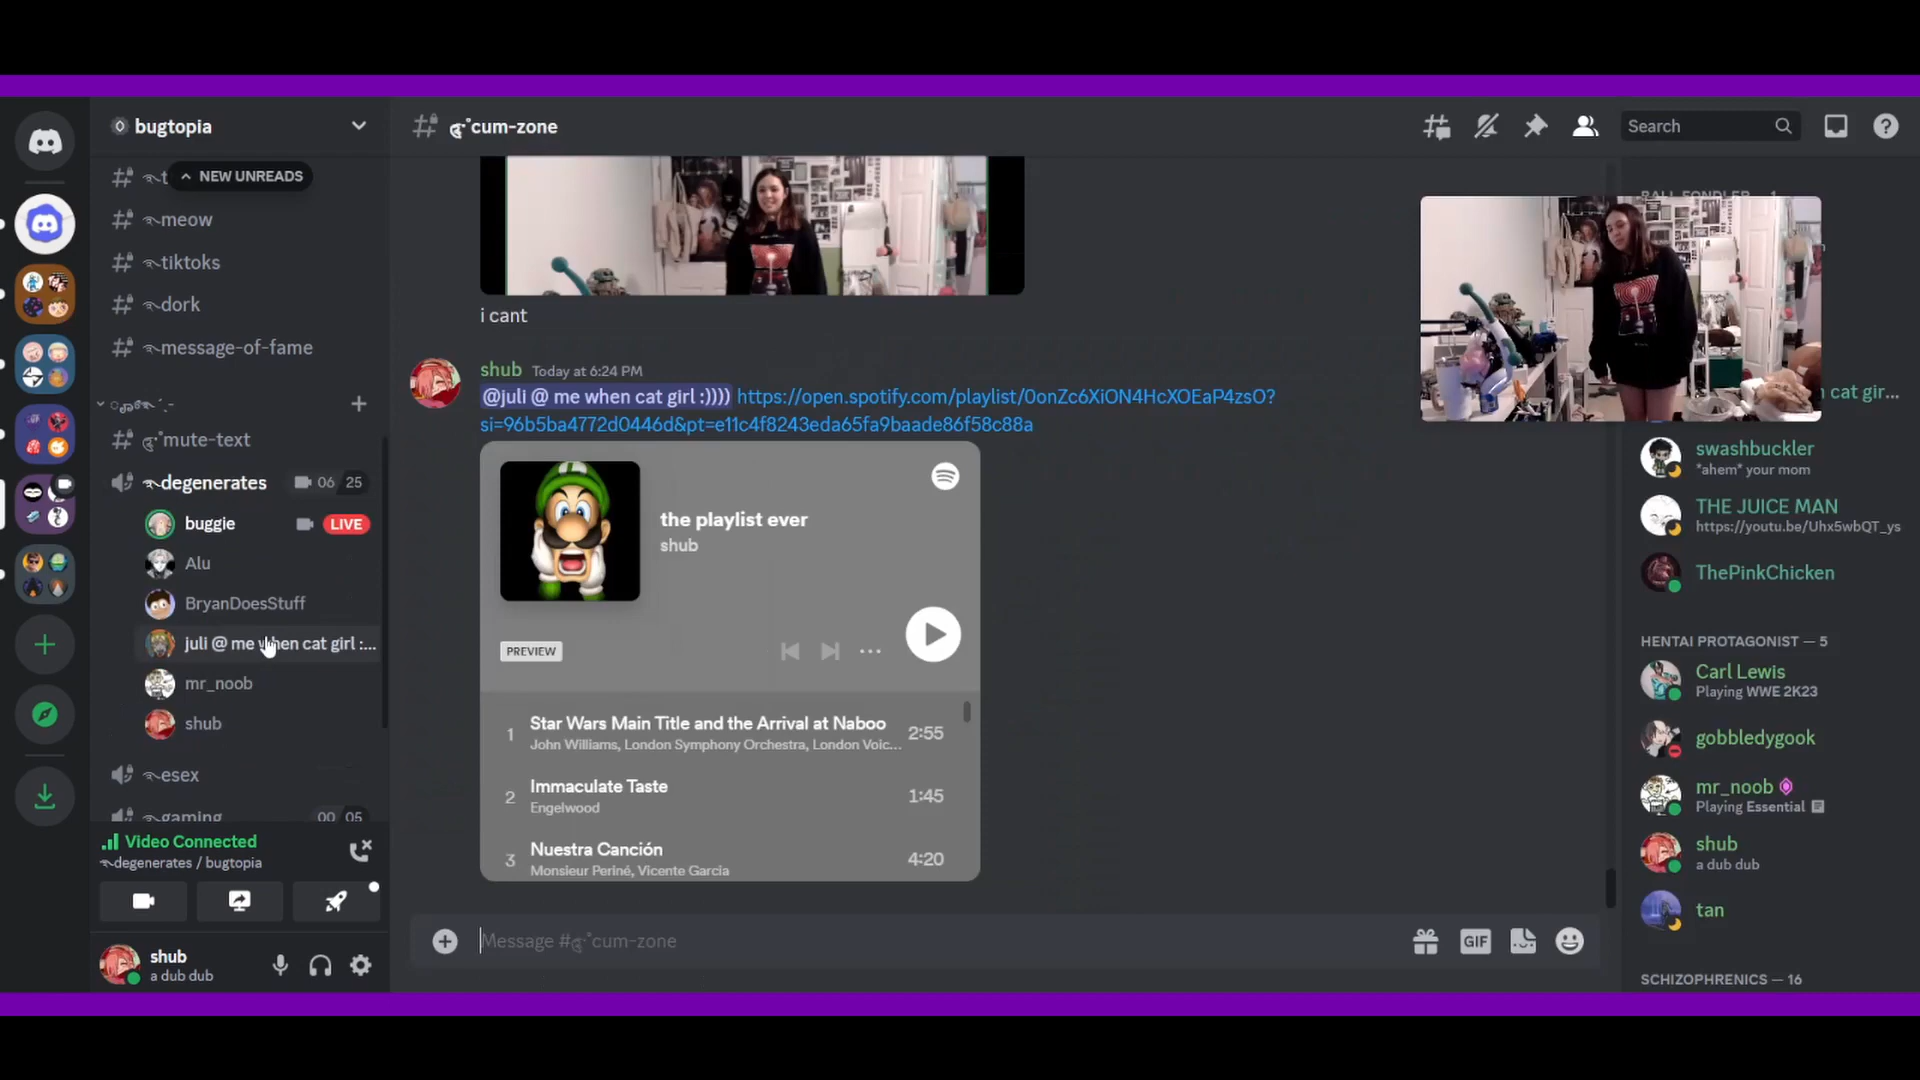 bugtopia
NEW UNREADS
meow
tiktoks
dork
message-of-fame
mute-text
degenerates
06 25
buggie
LIVE
Alu
BryanDoesStuff
juli @ me when cat girl :...
mr_noob
shub
esex
gaming
00 05
Video Connected
degenerates / bugtopia
shub
a dub dub
cum-zone
i cant
shub Today at 6:24 PM
@juli @ me when cat girl :)))) https://open.spotify.com/playlist/0onZc6XiON4HcXOEaP4zsO?
si=96b5ba4772d0446d&pt=e11c4f8243eda65fa9baade86f58c88a
the playlist ever
shub
PREVIEW
1 Star Wars Main Title and the Arrival at Naboo 2:55
John Williams, London Symphony Orchestra, London Voic...
2 Immaculate Taste 1:45
Engelwood
3 Nuestra Canción 4:20
Monsieur Periné, Vicente Garcia
Message #cum-zone
GIF
Search
cat gir...
swashbuckler
*ahem* your mom
THE JUICE MAN
https://youtu.be/Uhx5wbQT_ys
ThePinkChicken
HENTAI PROTAGONIST — 5
Carl Lewis
Playing WWE 2K23
gobbledygook
mr_noob
Playing Essential
shub
a dub dub
tan
SCHIZOPHRENICS — 16